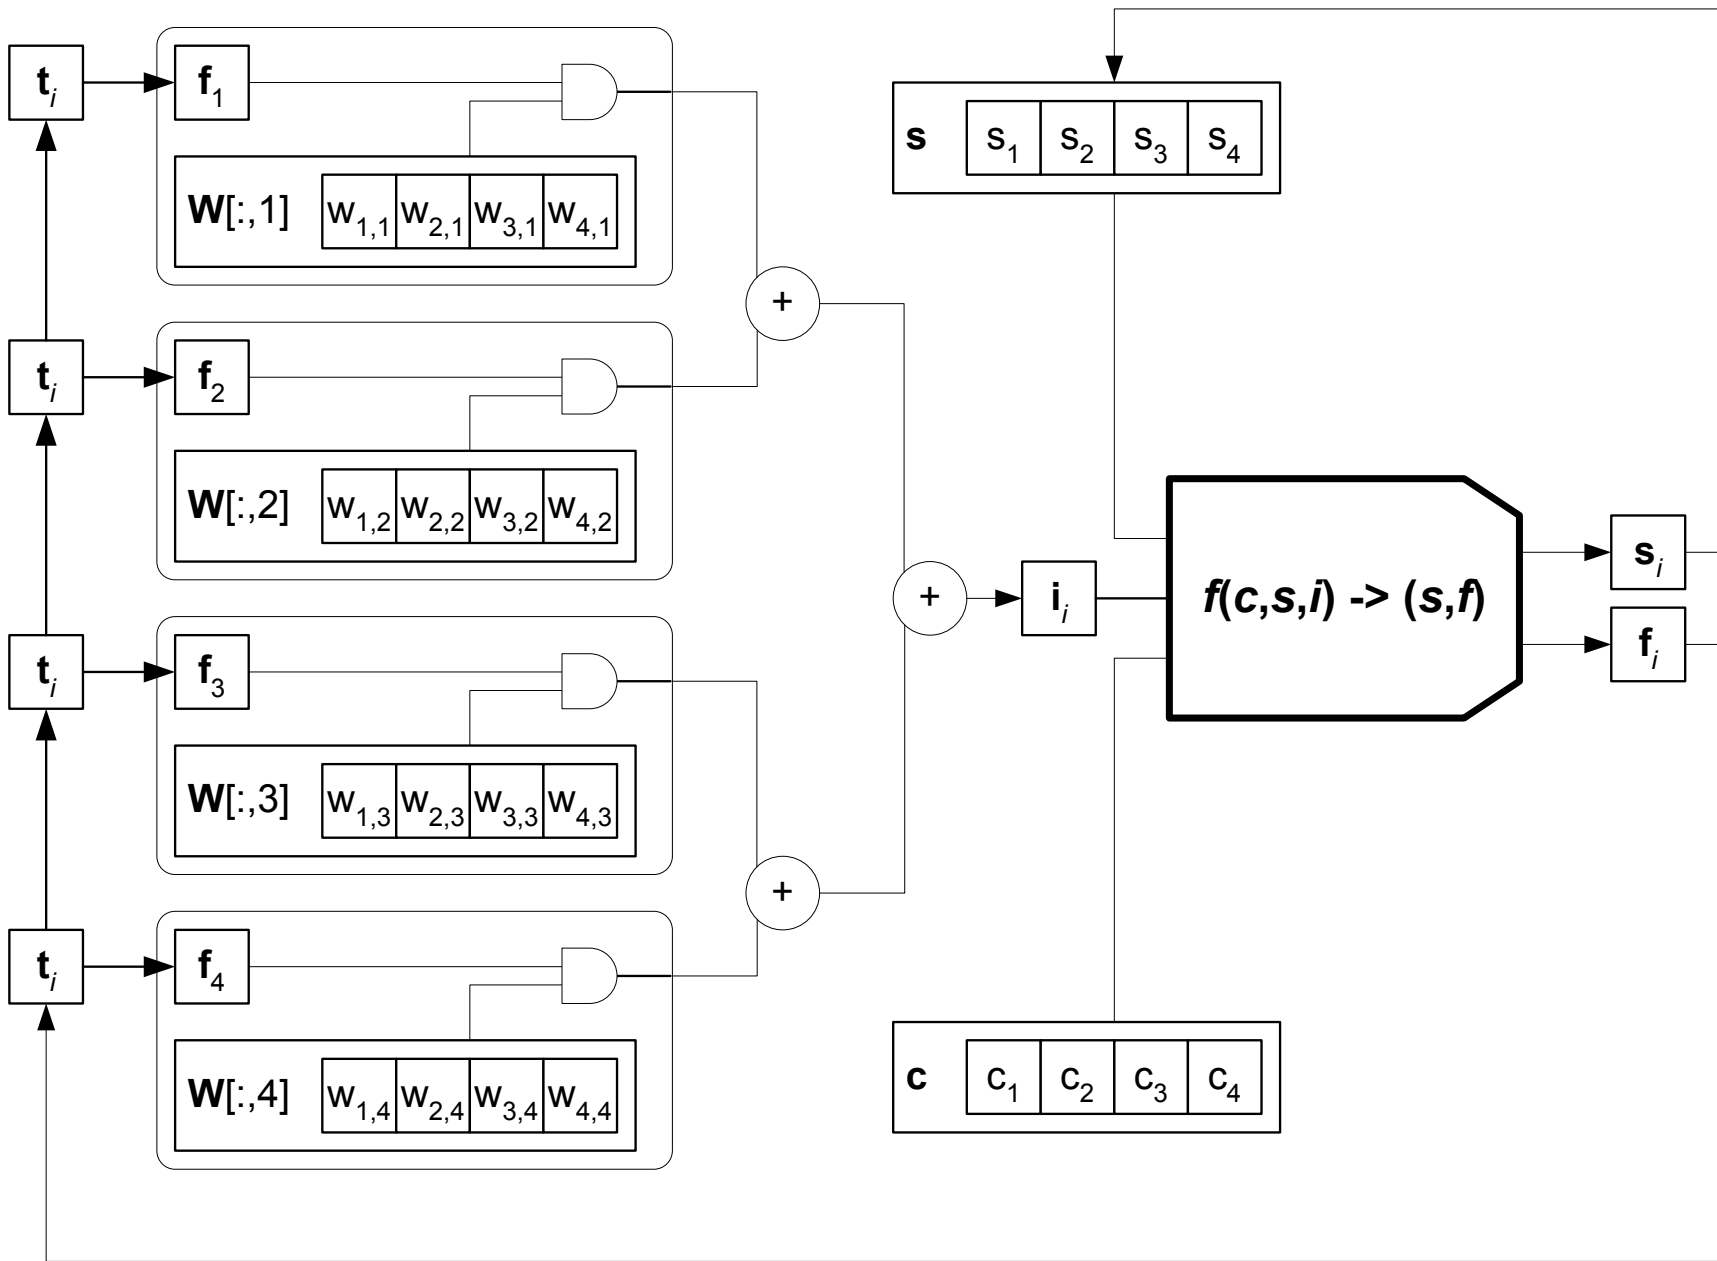 t_i f_1
W[:,1] w_1,1 w_2,1 w_3,1 w_4,1
t_i f_2
W[:,2] w_1,2 w_2,2 w_3,2 w_4,2
t_i f_3
W[:,3] w_1,3 w_2,3 w_3,3 w_4,3
t_i f_4
W[:,4] w_1,4 w_2,4 w_3,4 w_4,4
+
+
+
i_i
s s_1 s_2 s_3 s_4
f(c,s,i) -> (s,f)
c c_1 c_2 c_3 c_4
s_i
f_i